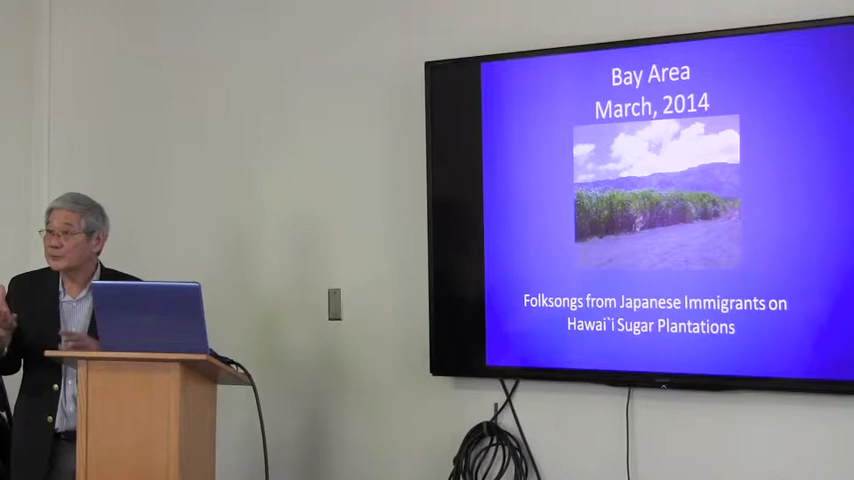 Bay Area
March, 2014
Folksongs from Japanese Immigrants on
Hawai`i Sugar Plantations